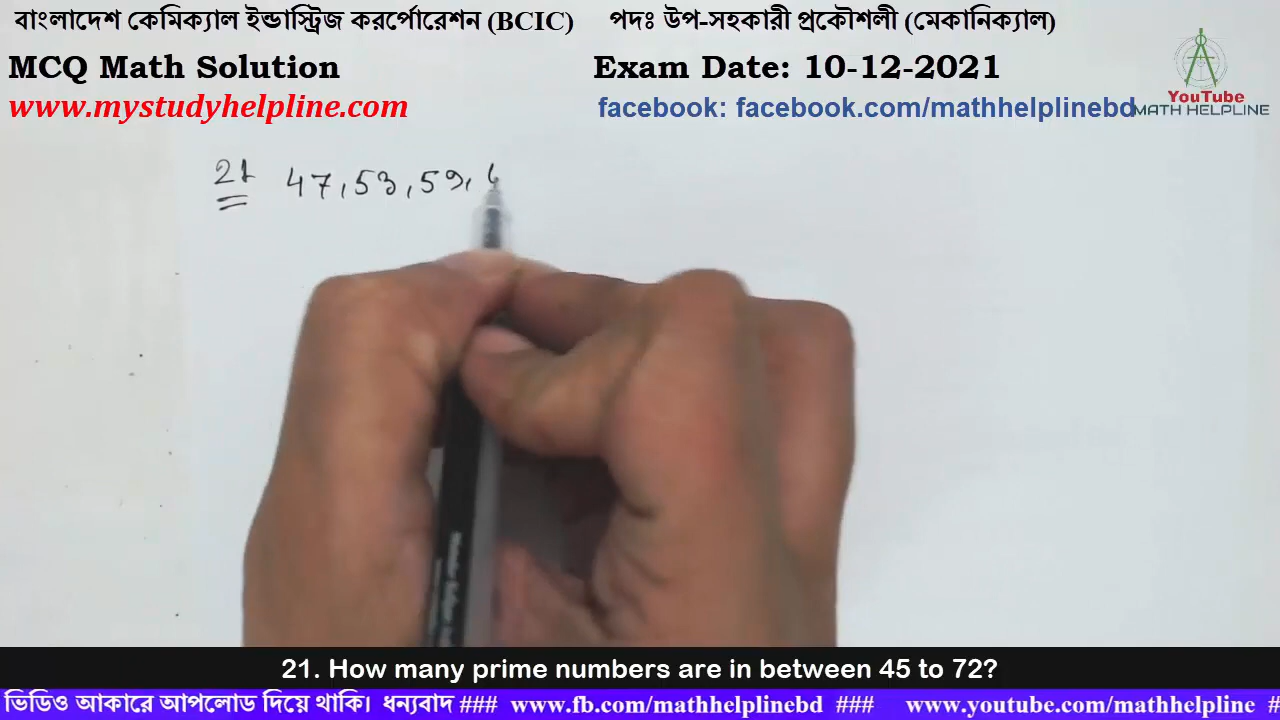 বাংলাদেশ কেমিক্যাল ইন্ডাস্ট্রিজ করর্পোরেশন (BCIC) পদঃ উপ-সহকারী প্রকৌশলী (মেকানিক্যাল)
MCQ Math Solution Exam Date: 10-12-2021
www.mystudyhelpline.com facebook: facebook.com/mathhelplinebd
YouTube
MATH HELPLINE
21 47, 53, 59,
21. How many prime numbers are in between 45 to 72?
ভিডিও আকারে আপলোড দিয়ে থাকি। ধন্যবাদ ### www.fb.com/mathhelplinebd ### www.youtube.com/mathhelpline #